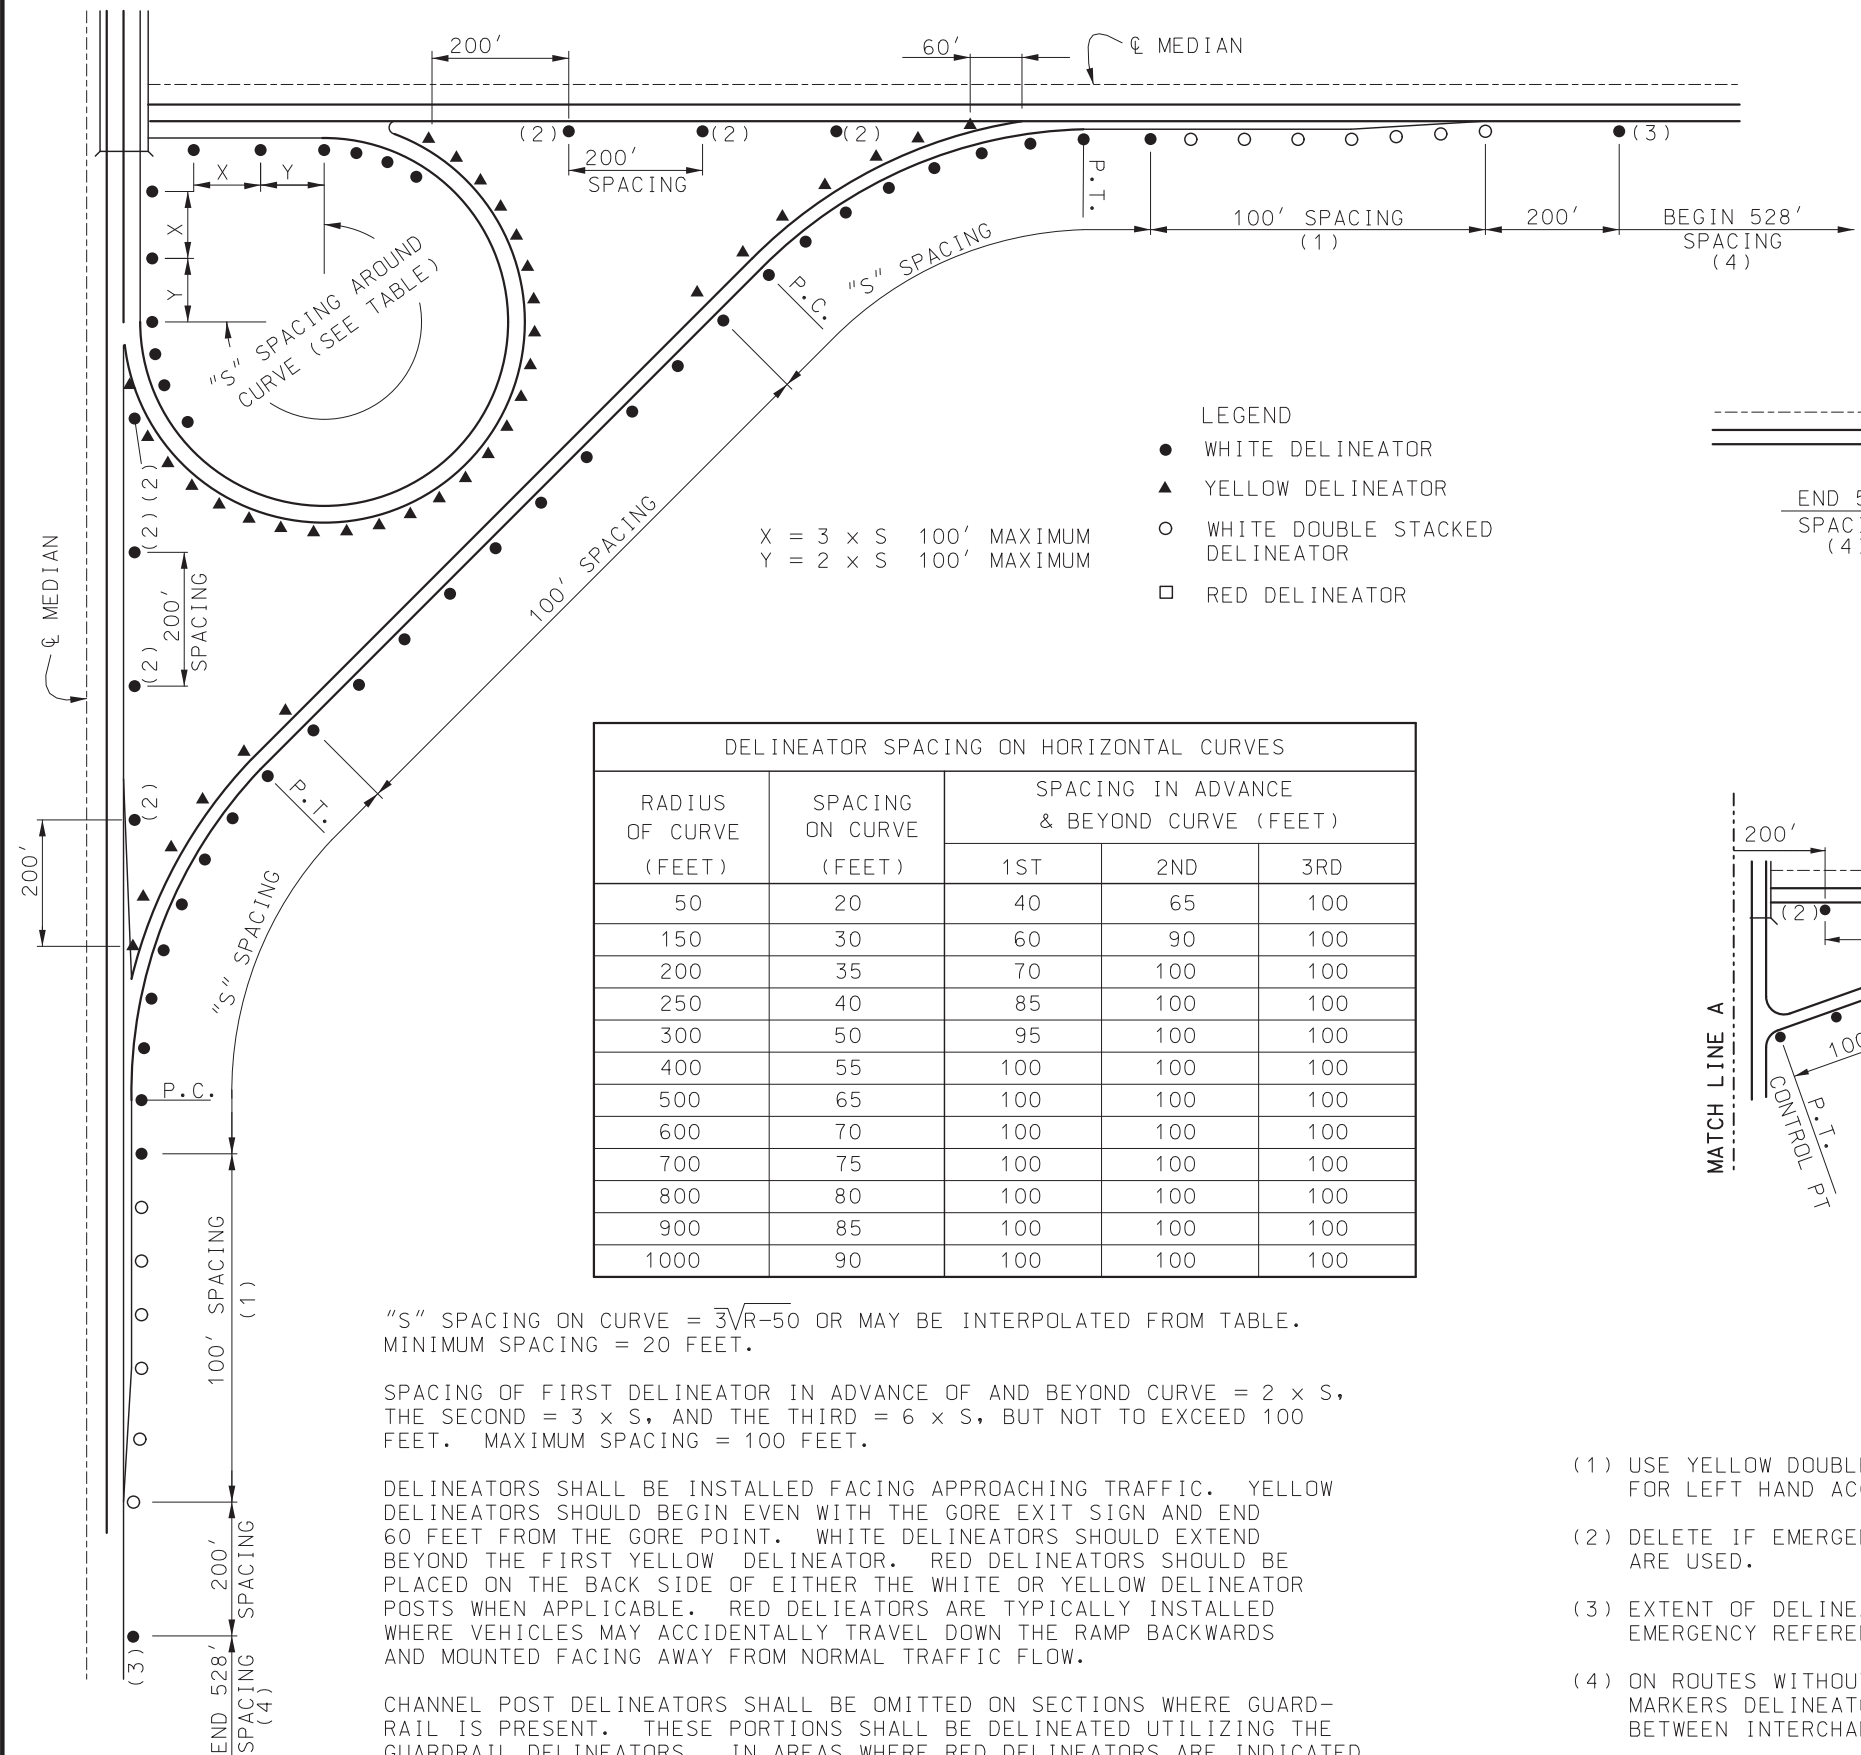 200′
60′
℄ MEDIAN
(2)
(2)
(2)
(3)
200′
SPACING
X
Y
P.T.
100′ SPACING
(1)
200′
BEGIN 528′
SPACING
(4)
X
Y
"S" SPACING AROUND
CURVE (SEE TABLE)
"S" SPACING
P.C.
LEGEND
WHITE DELINEATOR
YELLOW DELINEATOR
WHITE DOUBLE STACKED
DELINEATOR
RED DELINEATOR
X = 3 x S 100′ MAXIMUM
Y = 2 x S 100′ MAXIMUM
END
SPAC
(4
(2)
(2)
℄ MEDIAN
200′
SPACING
(2)
100′ SPACING
(2)
200′
P.T.
"S" SPACING
P.C.
100′ SPACING
(1)
200′
SPACING
END 528′
SPACING
(4)
(3)
DELINEATOR SPACING ON HORIZONTAL CURVES
RADIUS
OF CURVE
(FEET)
SPACING
ON CURVE
(FEET)
SPACING IN ADVANCE
& BEYOND CURVE (FEET)
1ST 2ND 3RD
50 20 40 65 100
150 30 60 90 100
200 35 70 100 100
250 40 85 100 100
300 50 95 100 100
400 55 100 100 100
500 65 100 100 100
600 70 100 100 100
700 75 100 100 100
800 80 100 100 100
900 85 100 100 100
1000 90 100 100 100
200′
(2)
MATCH LINE A
100
P.T.
CONTROL PT
"S" SPACING ON CURVE = 3√R-50 OR MAY BE INTERPOLATED FROM TABLE.
MINIMUM SPACING = 20 FEET.
SPACING OF FIRST DELINEATOR IN ADVANCE OF AND BEYOND CURVE = 2 x S,
THE SECOND = 3 x S, AND THE THIRD = 6 x S, BUT NOT TO EXCEED 100
FEET. MAXIMUM SPACING = 100 FEET.
DELINEATORS SHALL BE INSTALLED FACING APPROACHING TRAFFIC. YELLOW
DELINEATORS SHOULD BEGIN EVEN WITH THE GORE EXIT SIGN AND END
60 FEET FROM THE GORE POINT. WHITE DELINEATORS SHOULD EXTEND
BEYOND THE FIRST YELLOW DELINEATOR. RED DELINEATORS SHOULD BE
PLACED ON THE BACK SIDE OF EITHER THE WHITE OR YELLOW DELINEATOR
POSTS WHEN APPLICABLE. RED DELIEATORS ARE TYPICALLY INSTALLED
WHERE VEHICLES MAY ACCIDENTALLY TRAVEL DOWN THE RAMP BACKWARDS
AND MOUNTED FACING AWAY FROM NORMAL TRAFFIC FLOW.
CHANNEL POST DELINEATORS SHALL BE OMITTED ON SECTIONS WHERE GUARD-
RAIL IS PRESENT. THESE PORTIONS SHALL BE DELINEATED UTILIZING THE
GUARDRAIL DELINEATORS. IN AREAS WHERE RED DELINEATORS ARE INDICATED
(1) USE YELLOW DOUBL
FOR LEFT HAND AC
(2) DELETE IF EMERGE
ARE USED.
(3) EXTENT OF DELINE
EMERGENCY REFERE
(4) ON ROUTES WITHOU
MARKERS DELINEAT
BETWEEN INTERCHA